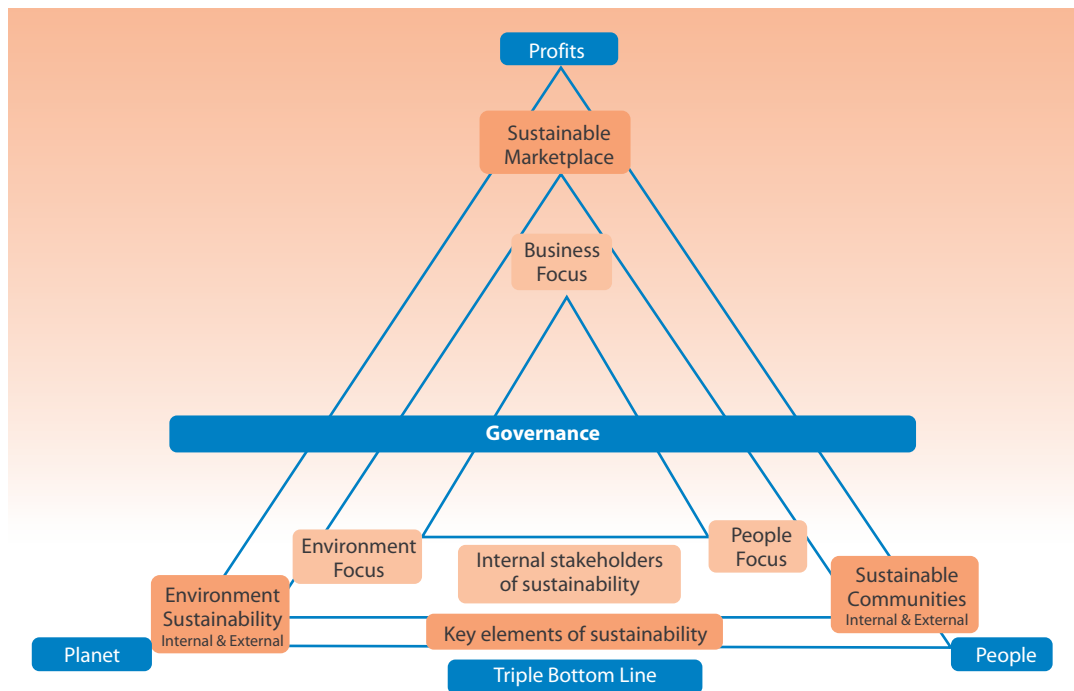 Profits
Sustainable
Marketplace
Business
Focus
Governance
Environment
Focus
Internal stakeholders
of sustainability
People
Focus
Environment
Sustainability
Internal & External
Sustainable
Communities
Internal & External
Key elements of sustainability
Planet
Triple Bottom Line
People